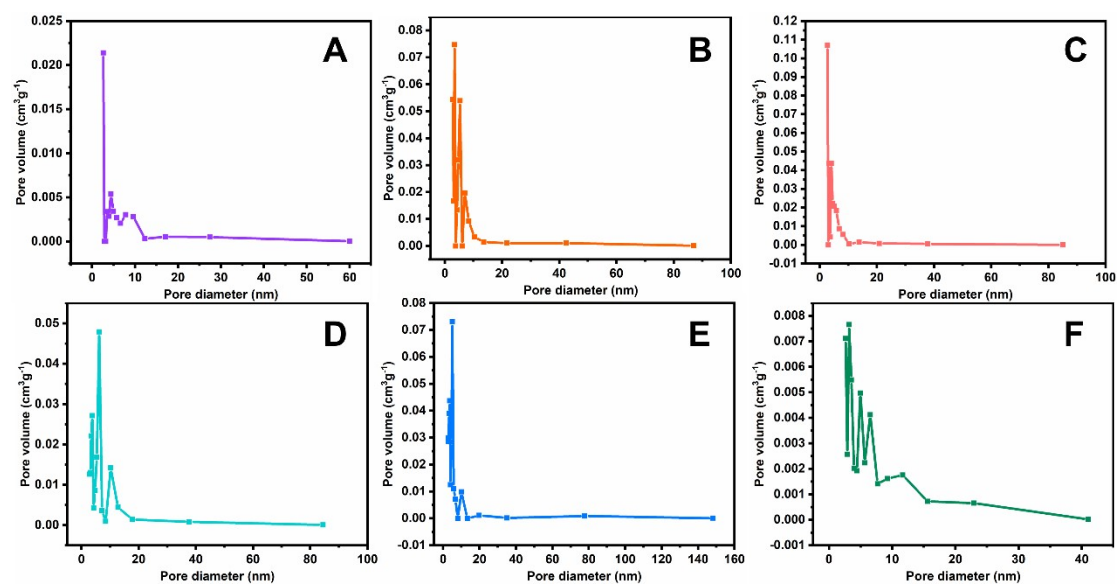 A
Pore volume (cm³g⁻¹)
0.025
0.020
0.015
0.010
0.005
0.000
0 10 20 30 40 50 60
Pore diameter (nm)
B
Pore volume (cm³g⁻¹)
0.08
0.07
0.06
0.05
0.04
0.03
0.02
0.01
0.00
0 20 40 60 80 100
Pore diameter (nm)
C
Pore volume (cm³g⁻¹)
0.12
0.11
0.10
0.09
0.08
0.07
0.06
0.05
0.04
0.03
0.02
0.01
0.00
-0.01
0 20 40 60 80 100
Pore diameter (nm)
D
Pore volume (cm³g⁻¹)
0.05
0.04
0.03
0.02
0.01
0.00
0 20 40 60 80 100
Pore diameter (nm)
E
Pore volume (cm³g⁻¹)
0.08
0.07
0.06
0.05
0.04
0.03
0.02
0.01
0.00
-0.01
0 20 40 60 80 100 120 140 160
Pore diameter (nm)
F
Pore volume (cm³g⁻¹)
0.008
0.007
0.006
0.005
0.004
0.003
0.002
0.001
0.000
-0.001
0 10 20 30 40
Pore diameter (nm)